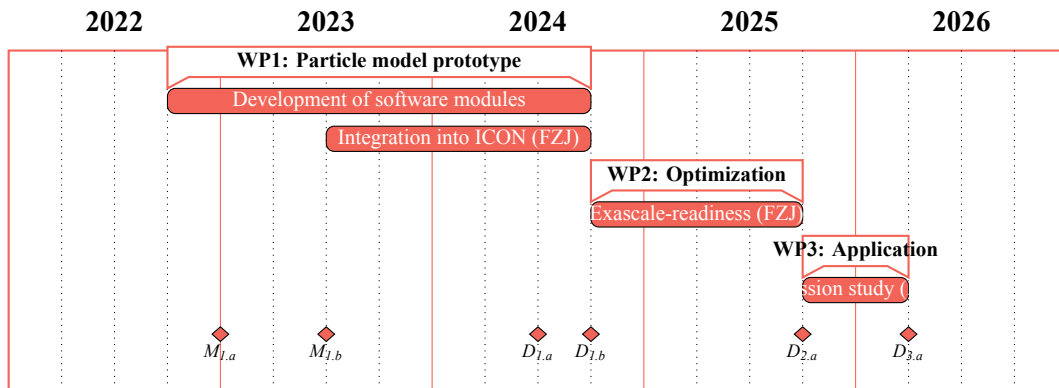 2022 2023 2024 2025 2026
WP1: Particle model prototype
Development of software modules
Integration into ICON (FZJ)
WP2: Optimization
Exascale-readiness (FZJ)
WP3: Application
study (
M1.a M1.b D1.a D1.b D2.a D3.a